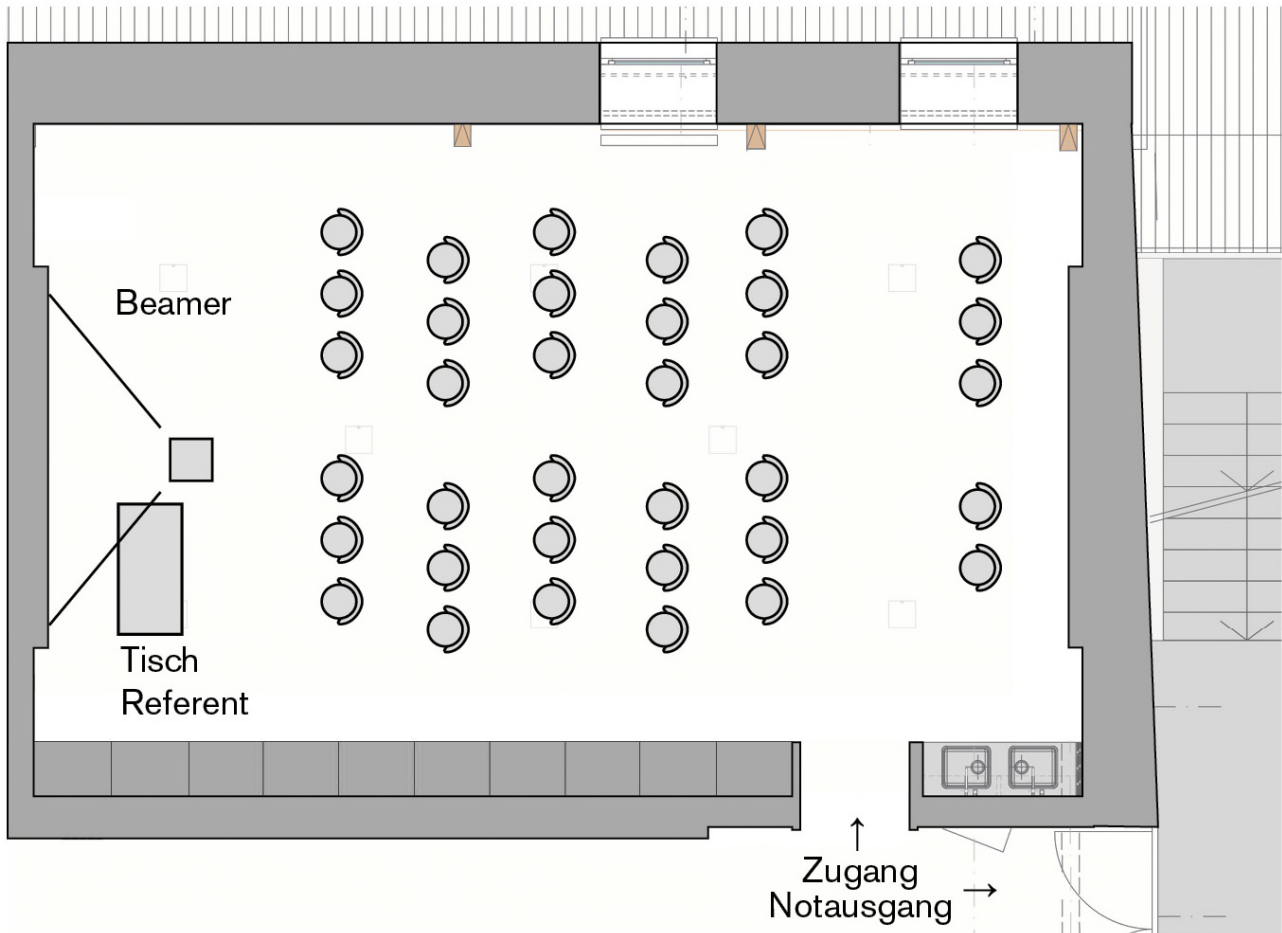 Beamer
Tisch
Referent
↑
Zugang
Notausgang →